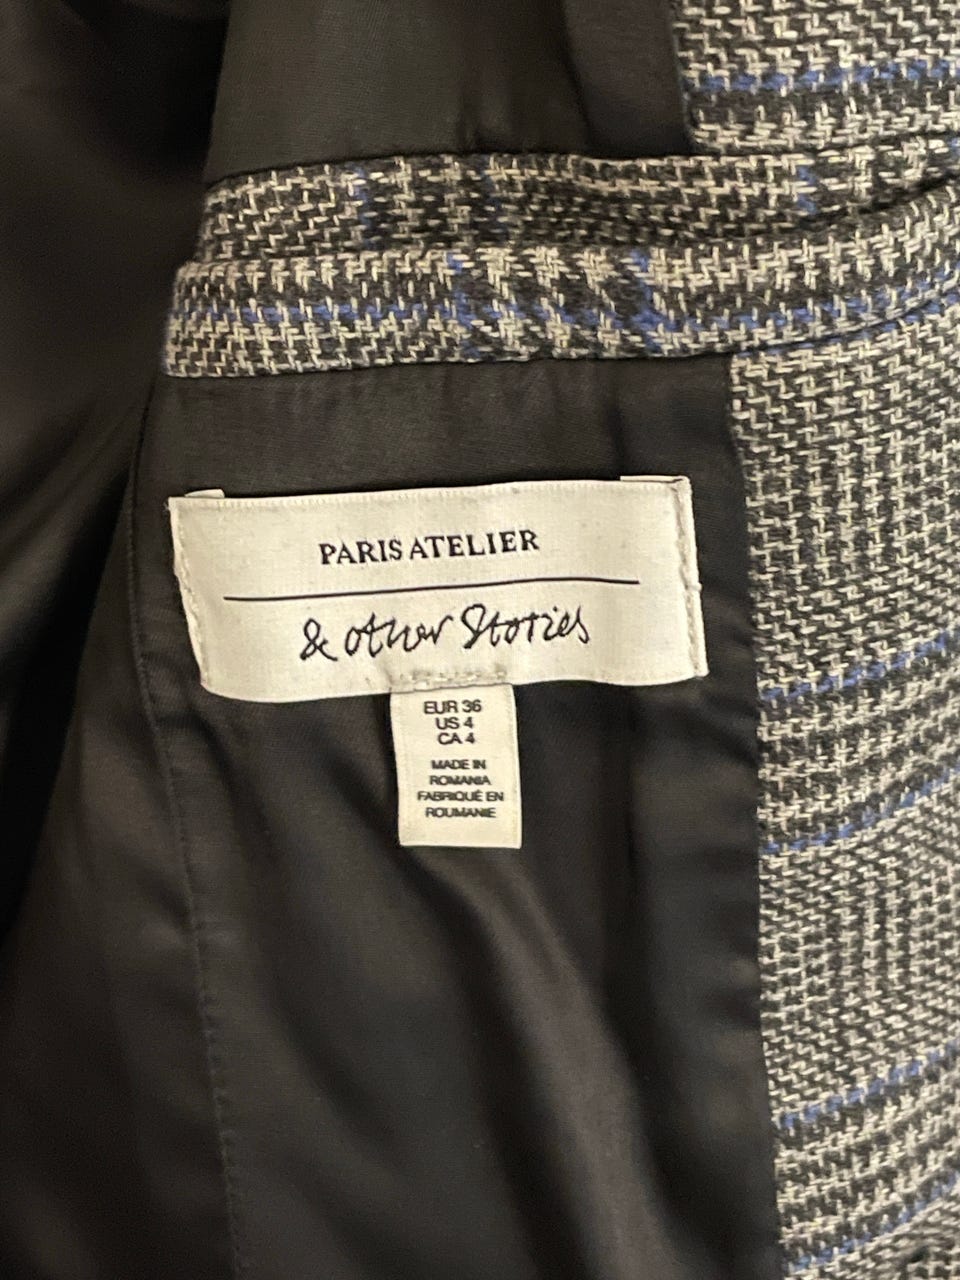 PARIS ATELIER
& other Stories
EUR 36
US 4
CA 4
MADE IN
ROMANIA
FABRIQUÉ EN
ROUMANIE